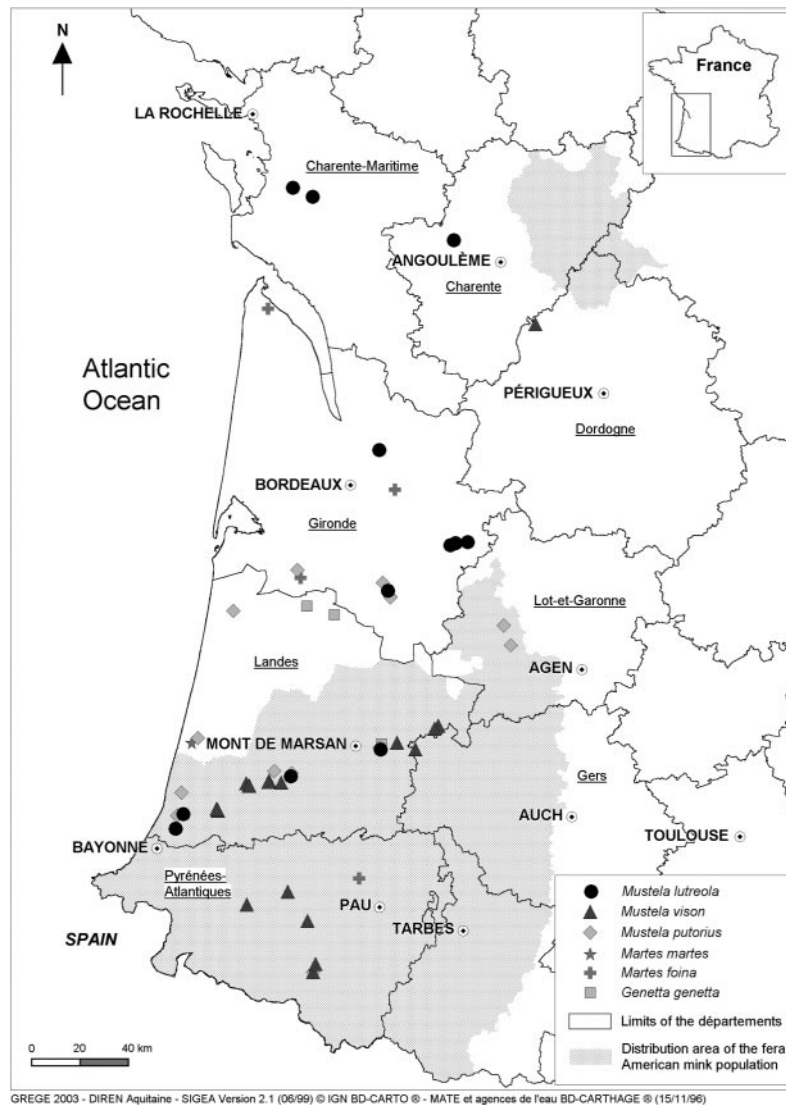 N
France
LA ROCHELLE
Charente-Maritime
ANGOULÈME
Charente
Atlantic
Ocean
PÉRIGUEUX
Dordogne
BORDEAUX
Gironde
Lot-et-Garonne
Landes
AGEN
MONT DE MARSAN
Gers
AUCH
TOULOUSE
BAYONNE
Pyrénées-
Atlantiques
PAU
TARBES
SPAIN
Mustela lutreola
Mustela vison
Mustela putorius
Martes martes
Martes foina
Genetta genetta
Limits of the départements
Distribution area of the fera
American mink population
0 20 40 km
GREGE 2003 - DIREN Aquitaine - SIGEA Version 2.1 (06/99) © IGN BD-CARTO ® - MATE et agences de l'eau BD-CARTHAGE ® (15/11/96)